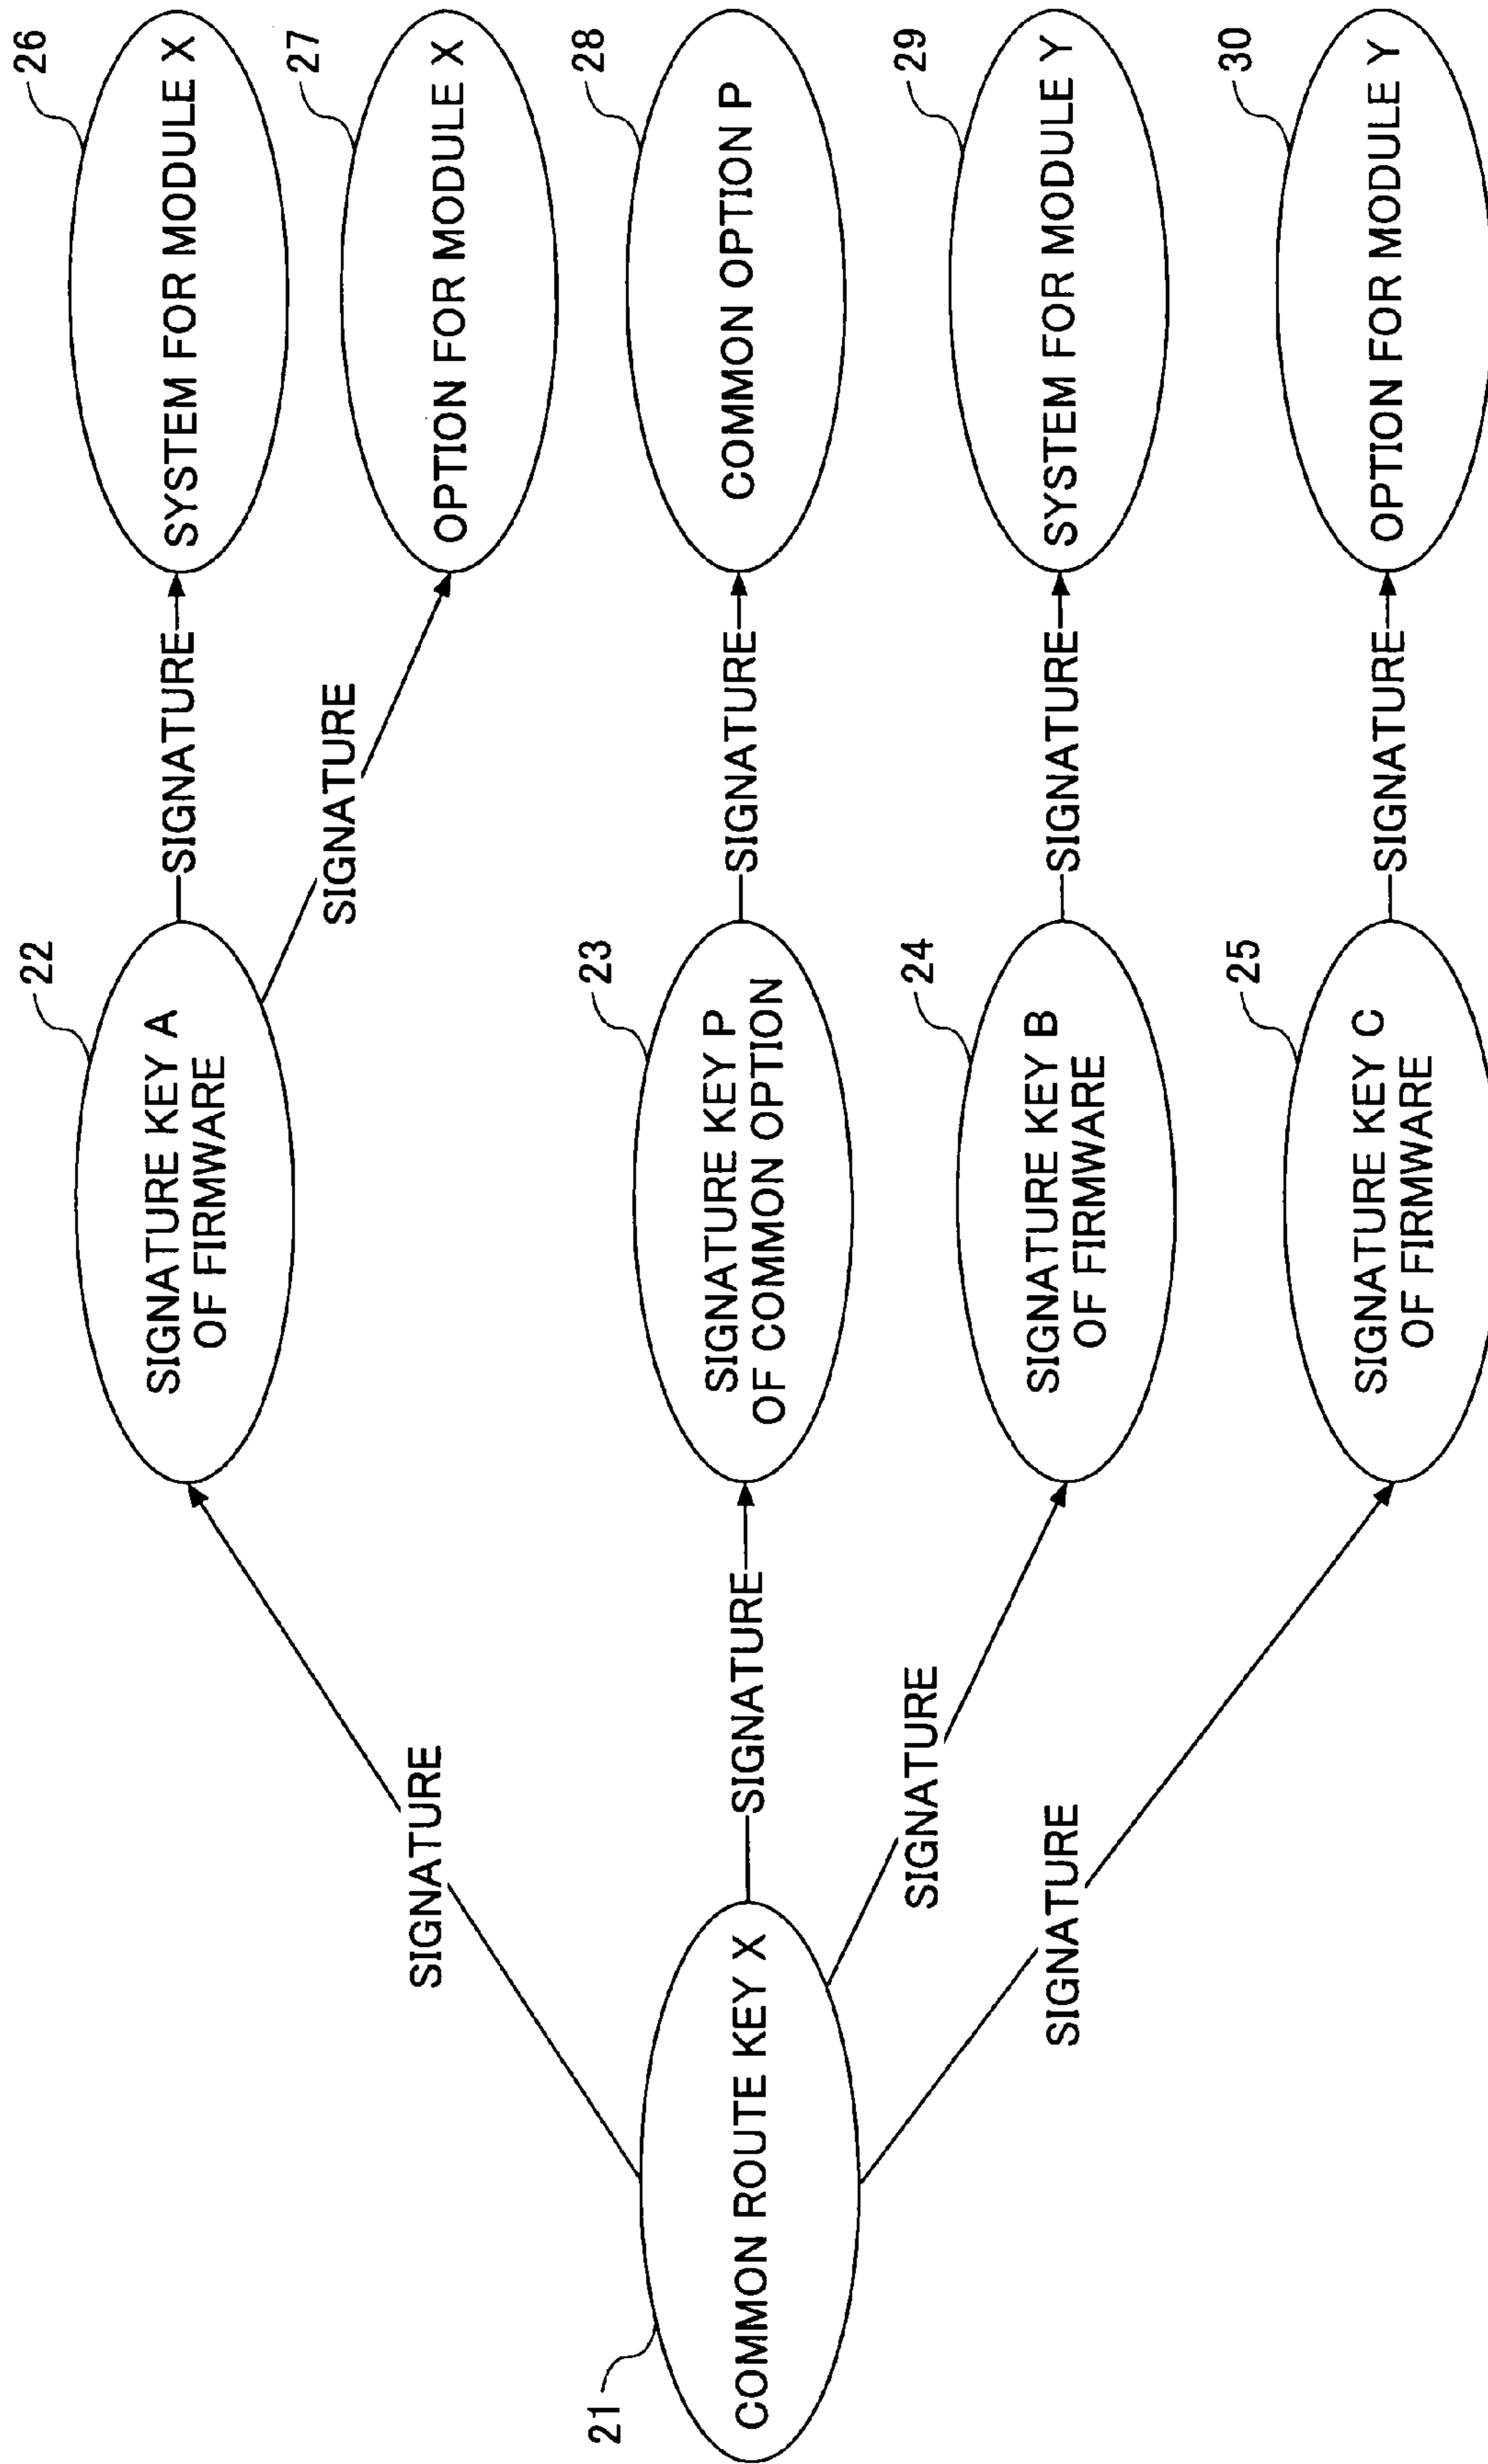 21
COMMON ROUTE KEY X
SIGNATURE
SIGNATURE
SIGNATURE
SIGNATURE
22
SIGNATURE KEY A
OF FIRMWARE
23
SIGNATURE KEY P
OF COMMON OPTION
24
SIGNATURE KEY B
OF FIRMWARE
25
SIGNATURE KEY C
OF FIRMWARE
SIGNATURE
SIGNATURE
SIGNATURE
SIGNATURE
SIGNATURE
26
SYSTEM FOR MODULE X
27
OPTION FOR MODULE X
28
COMMON OPTION P
29
SYSTEM FOR MODULE Y
30
OPTION FOR MODULE Y